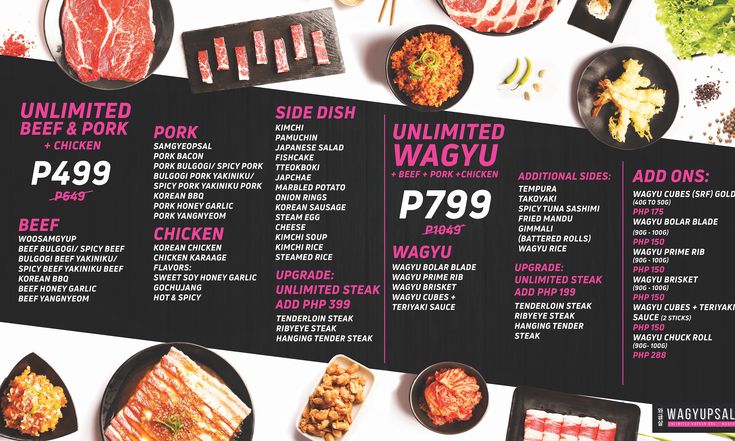 UNLIMITED
BEEF & PORK
+ CHICKEN
P499
P649
BEEF
WOOSAMGYUP
BEEF BULGOGI/ SPICY BEEF
BULGOGI BEEF YAKINIKU/
SPICY BEEF YAKINIKU BEEF
KOREAN BBQ
BEEF HONEY GARLIC
BEEF YANGNYEOM
PORK
SAMGYEOPSAL
PORK BACON
PORK BULGOGI/ SPICY PORK
BULGOGI PORK YAKINIKU/
SPICY PORK YAKINIKU PORK
KOREAN BBQ
PORK HONEY GARLIC
PORK YANGNYEOM
CHICKEN
KOREAN CHICKEN
CHICKEN KARAAGE
FLAVORS:
SWEET SOY HONEY GARLIC
GOCHUJANG
HOT & SPICY
SIDE DISH
KIMCHI
PAMUCHIN
JAPANESE SALAD
FISHCAKE
TTEOKBOKI
JAPCHAE
MARBLED POTATO
ONION RINGS
KOREAN SAUSAGE
STEAM EGG
CHEESE
KIMCHI SOUP
KIMCHI RICE
STEAMED RICE
UPGRADE:
UNLIMITED STEAK
ADD PHP 399
TENDERLOIN STEAK
RIBYEYE STEAK
HANGING TENDER STEAK
UNLIMITED
WAGYU
+ BEEF + PORK +CHICKEN
P799
P1049
WAGYU
WAGYU BOLAR BLADE
WAGYU PRIME RIB
WAGYU BRISKET
WAGYU CUBES +
TERIYAKI SAUCE
ADDITIONAL SIDES:
TEMPURA
TAKOYAKI
SPICY TUNA SASHIMI
FRIED MANDU
GIMMALI
(BATTERED ROLLS)
WAGYU RICE
UPGRADE:
UNLIMITED STEAK
ADD PHP 199
TENDERLOIN STEAK
RIBYEYE STEAK
HANGING TENDER
STEAK
ADD ONS:
WAGYU CUBES (SRF) GOLD
(40G TO 50G)
PHP 175
WAGYU BOLAR BLADE
(90G - 100G)
PHP 150
WAGYU PRIME RIB
(90G - 100G)
PHP 150
WAGYU BRISKET
(90G - 100G)
PHP 150
WAGYU CUBES + TERIYAK
SAUCE (2 STICKS)
PHP 150
WAGYU CHUCK ROLL
(90G- 100G)
PHP 288
WAGYUPSAL
UNLIMITED KOREAN BBQ